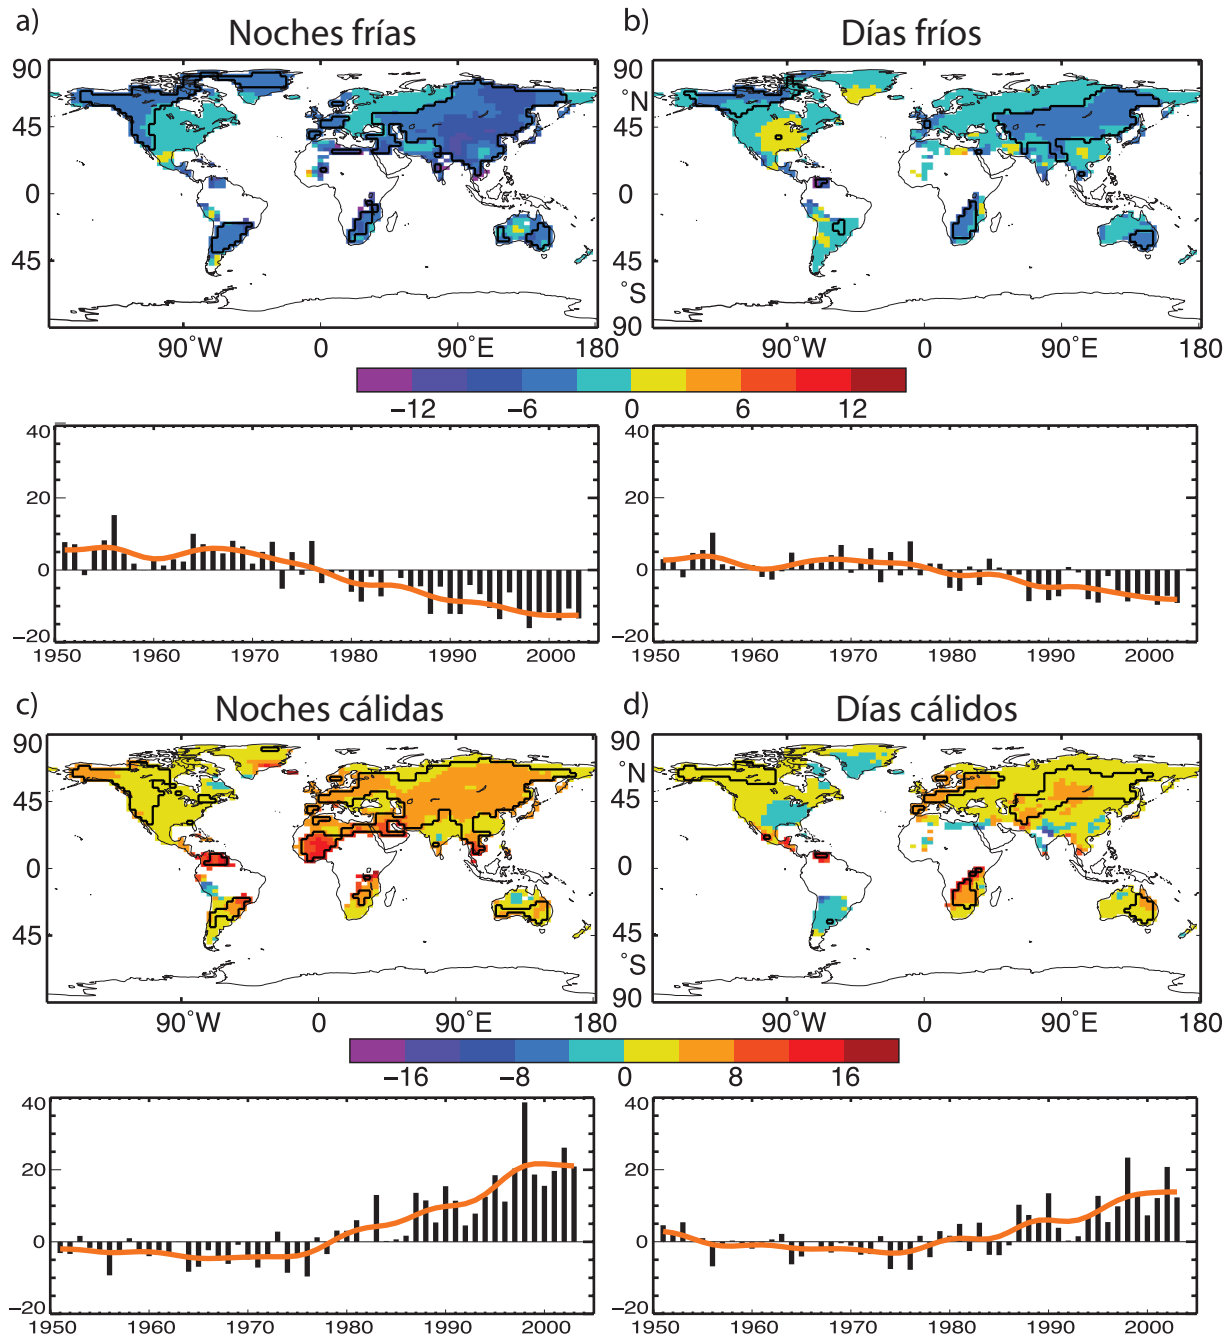 a) Noches frías b) Días fríos
90 90
°N
45 45
0 0
45 45
°S
90
90°W 0 90°E 180 90°W 0 90°E 180
−12 −6 0 6 12
40 40
20 20
0 0
−20 −20
1950 1960 1970 1980 1990 2000 1950 1960 1970 1980 1990 2000
c) Noches cálidas d) Días cálidos
90 90
°N
45 45
0 0
45 45
°S
90
90°W 0 90°E 180 90°W 0 90°E 180
−16 −8 0 8 16
40 40
20 20
0 0
−20 −20
1950 1960 1970 1980 1990 2000 1950 1960 1970 1980 1990 2000